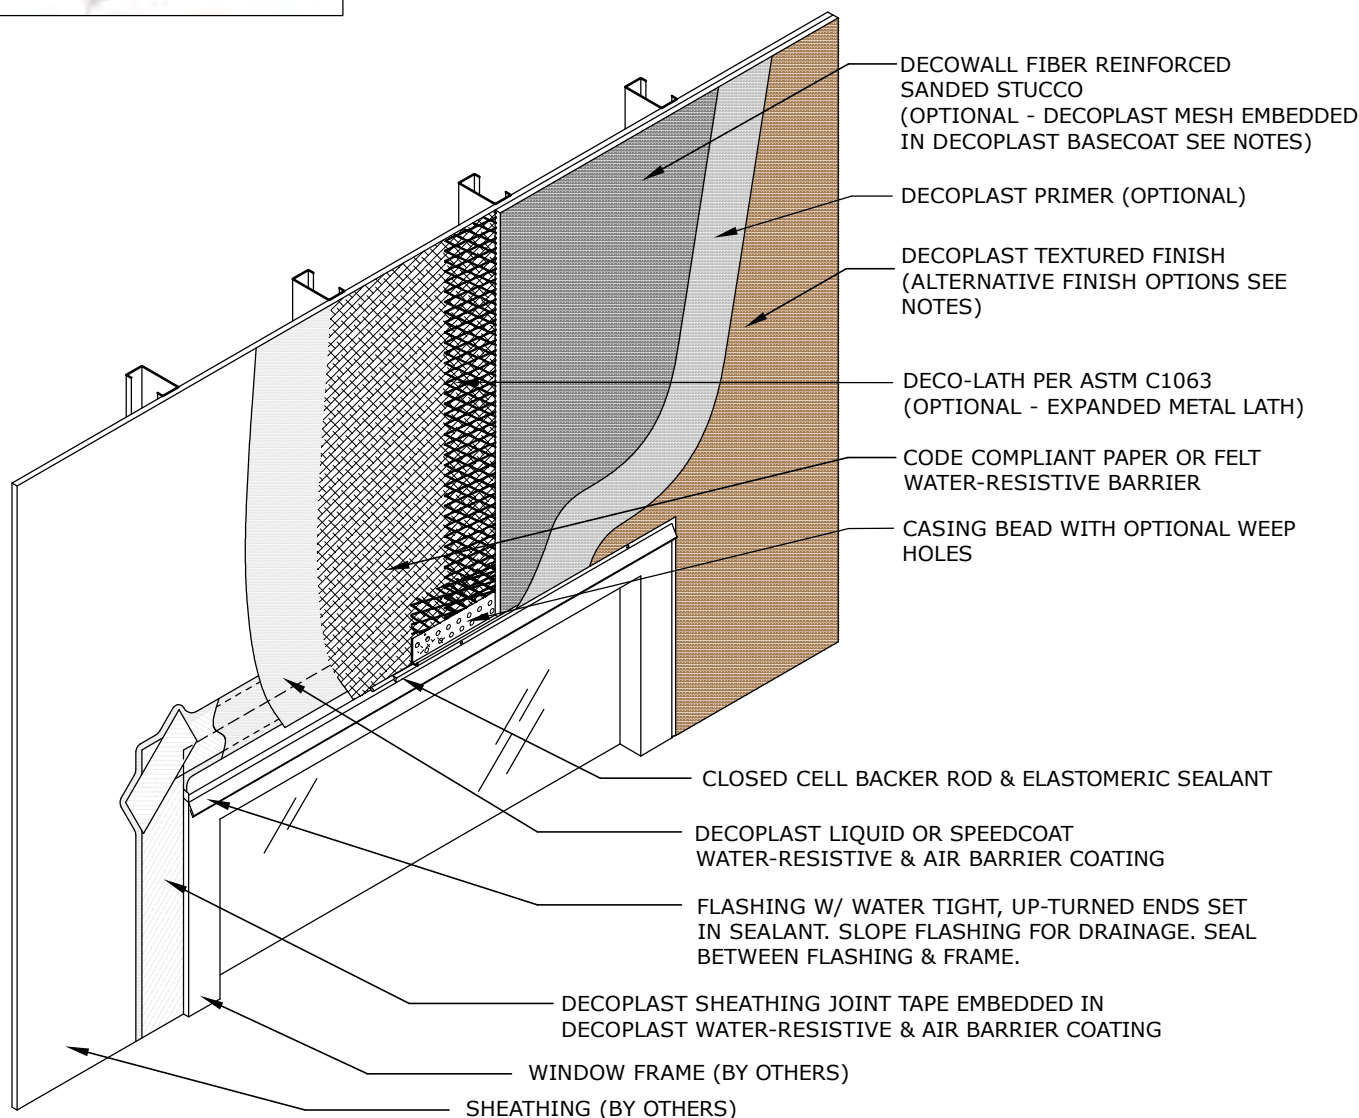 DECOWALL FIBER REINFORCED
SANDED STUCCO
(OPTIONAL - DECOPLAST MESH EMBEDDED
IN DECOPLAST BASECOAT SEE NOTES)
DECOPLAST PRIMER (OPTIONAL)
DECOPLAST TEXTURED FINISH
(ALTERNATIVE FINISH OPTIONS SEE
NOTES)
DECO-LATH PER ASTM C1063
(OPTIONAL - EXPANDED METAL LATH)
CODE COMPLIANT PAPER OR FELT
WATER-RESISTIVE BARRIER
CASING BEAD WITH OPTIONAL WEEP
HOLES
CLOSED CELL BACKER ROD & ELASTOMERIC SEALANT
DECOPLAST LIQUID OR SPEEDCOAT
WATER-RESISTIVE & AIR BARRIER COATING
FLASHING W/ WATER TIGHT, UP-TURNED ENDS SET
IN SEALANT. SLOPE FLASHING FOR DRAINAGE. SEAL
BETWEEN FLASHING & FRAME.
DECOPLAST SHEATHING JOINT TAPE EMBEDDED IN
DECOPLAST WATER-RESISTIVE & AIR BARRIER COATING
WINDOW FRAME (BY OTHERS)
SHEATHING (BY OTHERS)